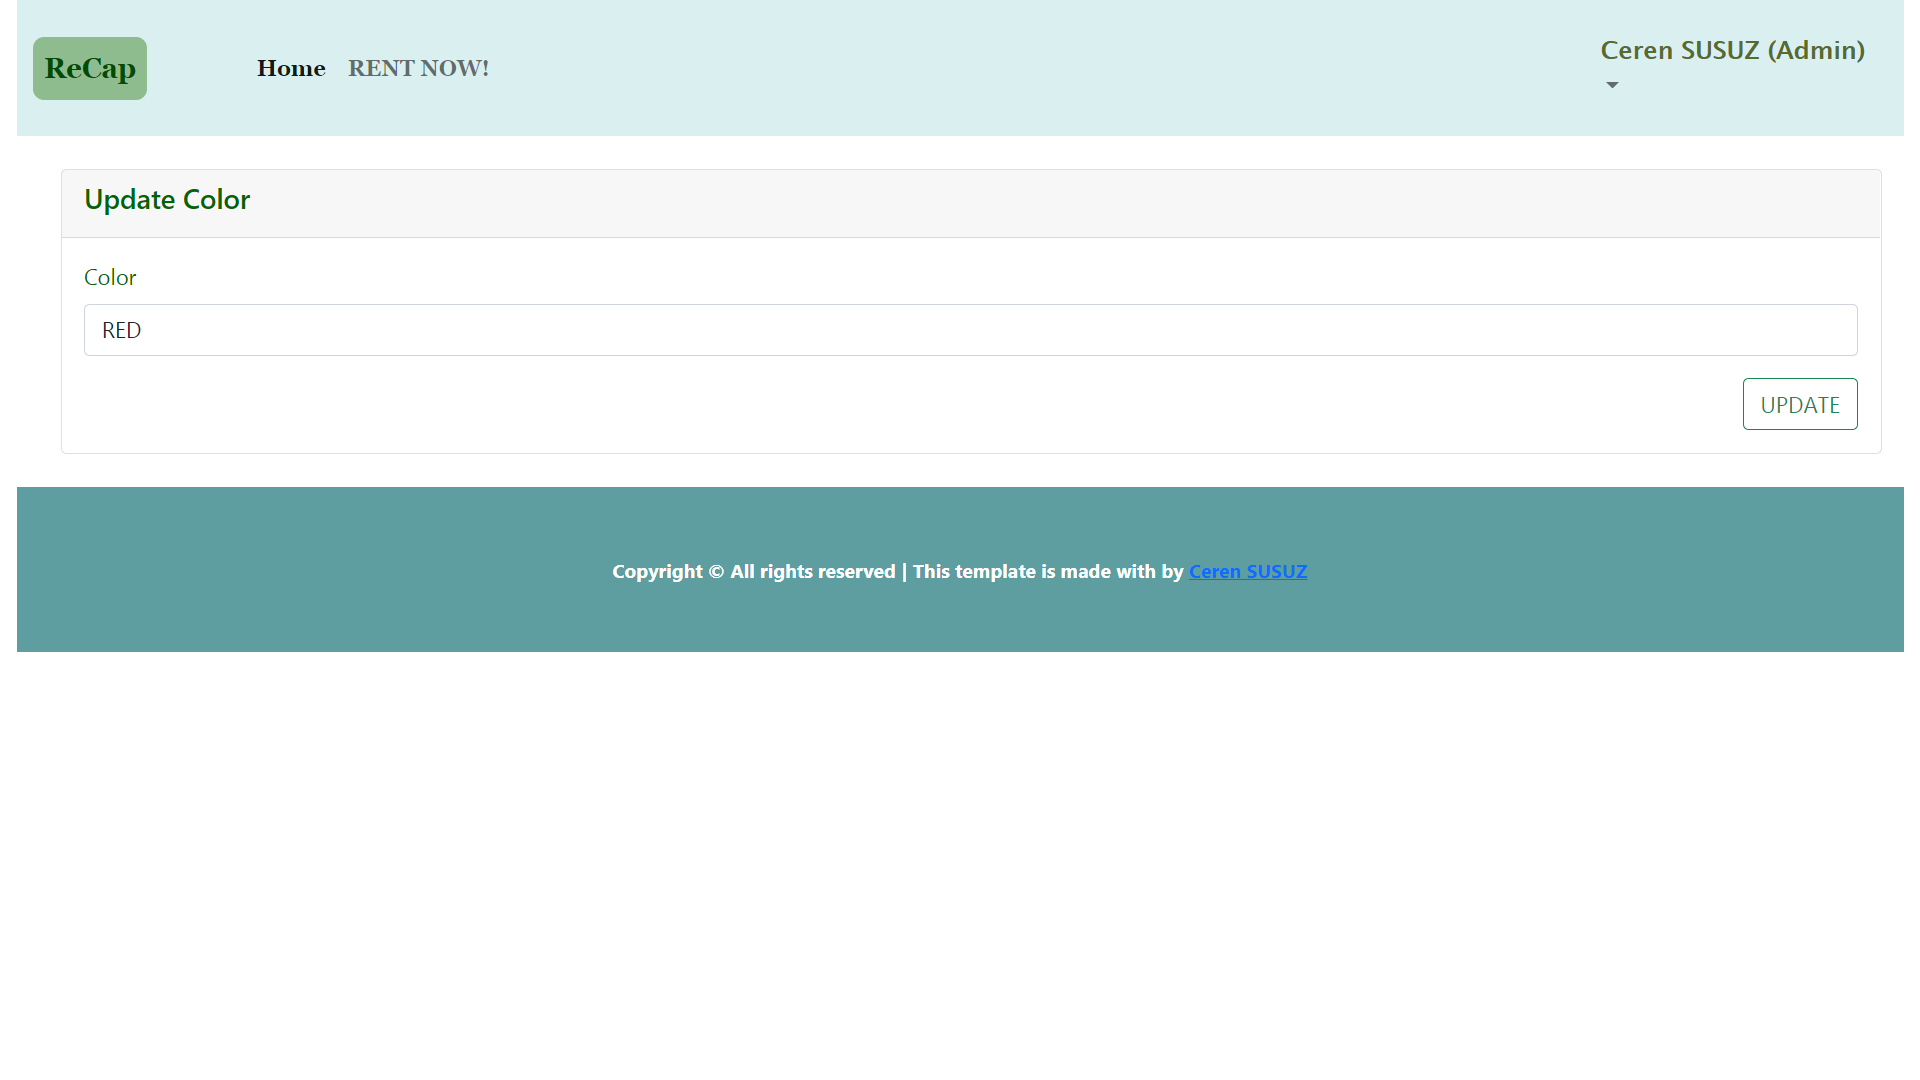 ReCap
Home
RENT NOW!
Ceren SUSUZ (Admin)
Update Color
Color
RED
UPDATE
Copyright © All rights reserved | This template is made with by Ceren SUSUZ